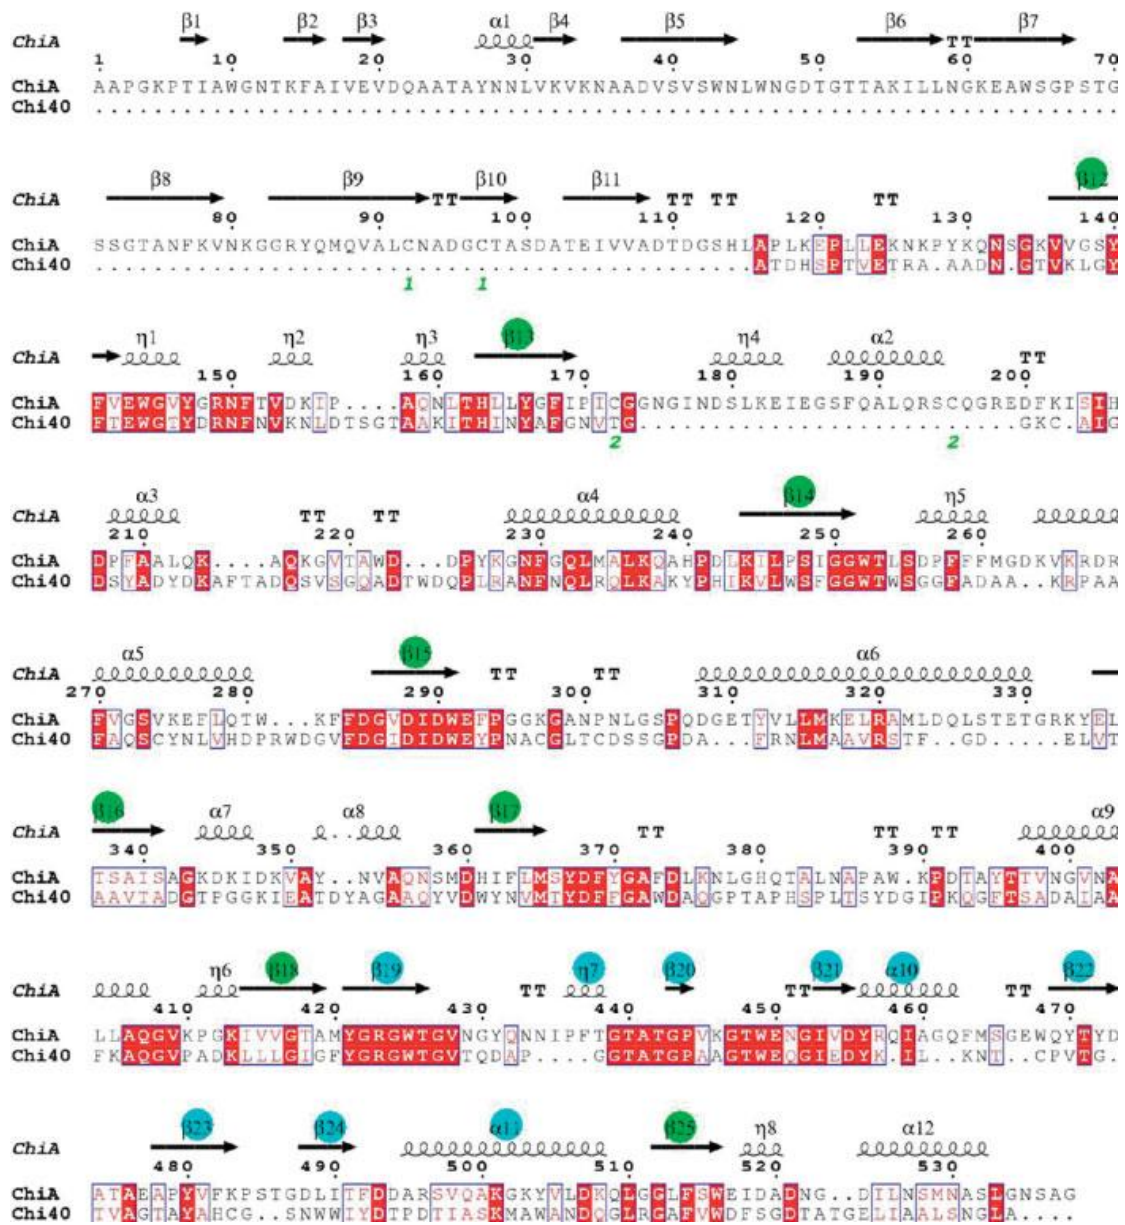 β1 β2 β3 α1 β4 β5 β6 β7
ChiA TT
1 10 20 30 40 50 60 70
ChiA AAPGKPTIAWGNTKFAIVEVDQAATAYNNLVKVKNAADVSVSWNLWNGDTGTTAKILLNGKEAWSGPSTG
Chi40 ......................................................................
β8 β9 β10 β11 β12
ChiA TT TT TT TT
80 90 100 110 120 130 140
ChiA SSGTANFKVNKGGRYQMQVALCNADGCTASDATEIVVADTDGSHLAPLKEPLLEKNKPYKQNSGKVVGSY
Chi40 .............................................ATDHSPTVETRA.AADN.GTVKLGY
1 1
η1 η2 η3 β13 η4 α2
ChiA TT
150 160 170 180 190 200
ChiA FVEWGVYGRNFTVDKIP....AQNLTHLLYGFIPICGGNGINDSLKEIEGSFQALQRSCQGREDFKISIH
Chi40 FTEWGTYDRNFNVKNLDTSGTAAKITHINYAFGNVTG..........................GKC.AIG
2 2
α3 α4 β14 η5
ChiA TT TT
210 220 230 240 250 260
ChiA DPFAALQK....AQKGVTAWD...DPYKGNFGQLMALKQAHPDLKILPSIGGWTLSDPFFFMGDKVKRDR
Chi40 DSYADYDKAFTADQSVSGQADTWDQPLRANFNQLRQLKAKYPHIKVLWSFGGWTWSGGFADAA..KRPAA
α5 β15 α6
ChiA TT TT
270 280 290 300 310 320 330
ChiA FVGSVKEFLQTW...KFFDGVDIDWEFPGGKGANPNLGSPQDGETYVLLMKELRAMLDQLSTETGRKYEL
Chi40 FAQSCYNLVHDPRWDGVFDGIDIDWEYPNACGLTCDSSGPDA...FRNLMAAVRSTF..GD.....ELVT
β16 α7 α8 β17 α9
ChiA TT TT TT
340 350 360 370 380 390 400
ChiA TSAISAGKDKIDKVAY..NVAQNSMDHIFLMSYDFYGAFDLKNLGHQTALNAPAW.KPDTAYTTVNGVNA
Chi40 AAVTADGTPGGKIEATDYAGAAQYVDWYNVMTYDFFGAWDAQGPTAPHSPLTSYDGIPKQGFTSADAIAA
η6 β18 β19 η7 β20 β21 α10 β22
ChiA TT TT TT
410 420 430 440 450 460 470
ChiA LLAQGVKPGKIVVGTAMYGRGWTGVNGYQNNIPFTGTATGPVKGTWENGIVDYRQIAGQFMSGEWQYTYD
Chi40 FKAQGVPADKLLLGIGFYGRGWTGVTQDAP....GGTATGPAAGTWEQGIEDYK.IL..KNT..CPVTG.
β23 β24 α11 β25 η8 α12
ChiA
480 490 500 510 520 530
ChiA ATAEAPYVFKPSTGDLITFDDARSVQAKGKYVLDKQLGGLFSWEIDADNG..DILNSMNASLGNSAG
Chi40 TVAGTAYAHCG..SNWWIYDTPDTIASKMAWANDQGLRGAFVWDFSGDTATGELIAALSNGLA